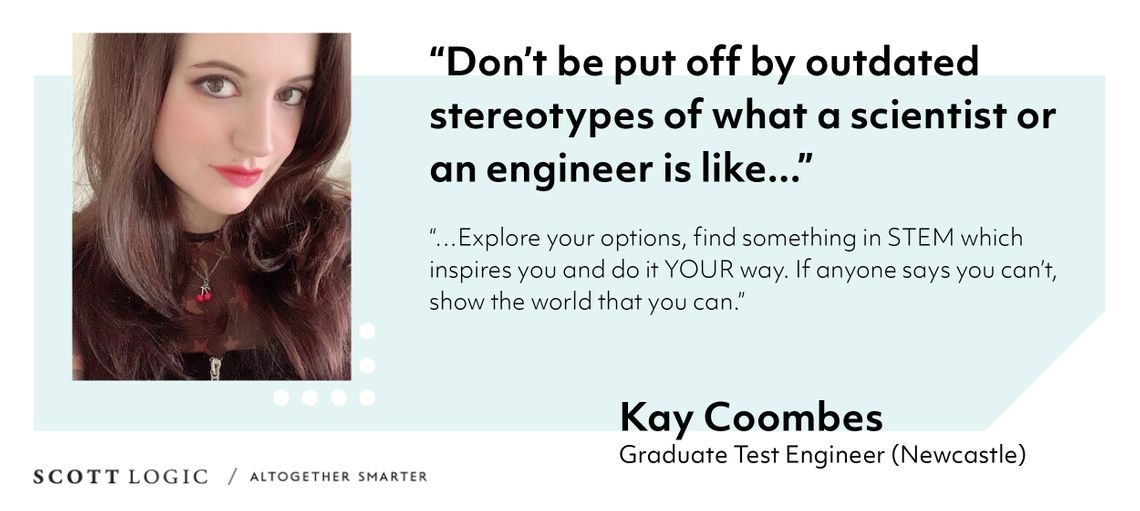 “Don’t be put off by outdated
stereotypes of what a scientist or
an engineer is like...”
“...Explore your options, find something in STEM which
inspires you and do it YOUR way. If anyone says you can’t,
show the world that you can.”
Kay Coombes
Graduate Test Engineer (Newcastle)
SCOTT LOGIC / ALTOGETHER SMARTER